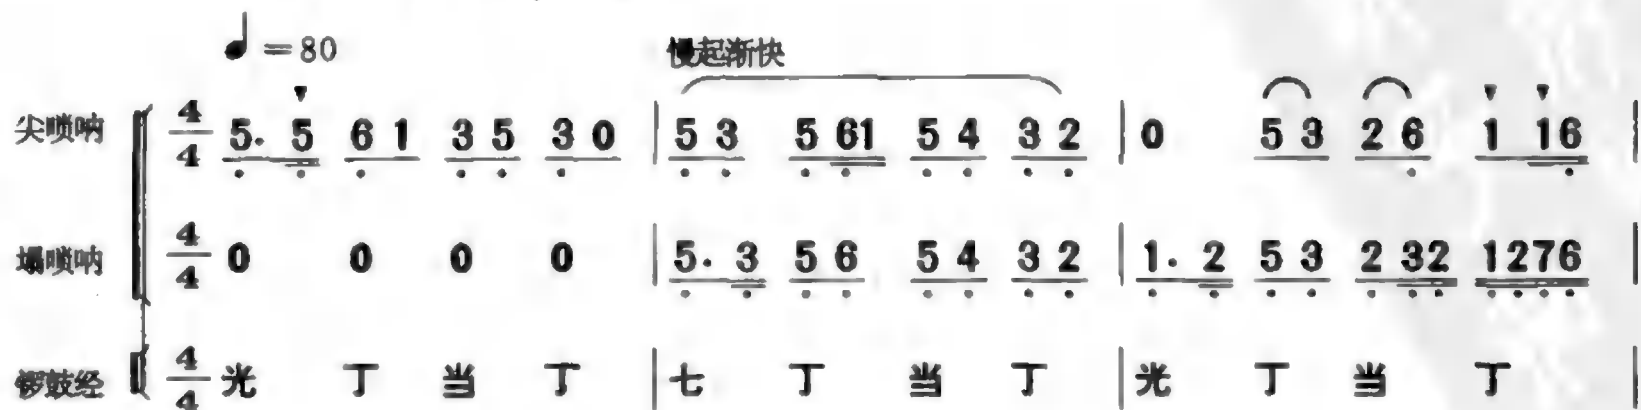 ♩=80 慢起渐快
尖唢呐 4/4 5. 5 6 1 3 5 3 0 | 5 3 5 61 5 4 3 2 | 0 5 3 2 6 1 16 |
塌唢呐 4/4 0 0 0 0 | 5. 3 5 6 5 4 3 2 | 1. 2 5 3 2 32 1276 |
锣鼓经 4/4 光 丁 当 丁 | 七 丁 当 丁 | 光 丁 当 丁 |